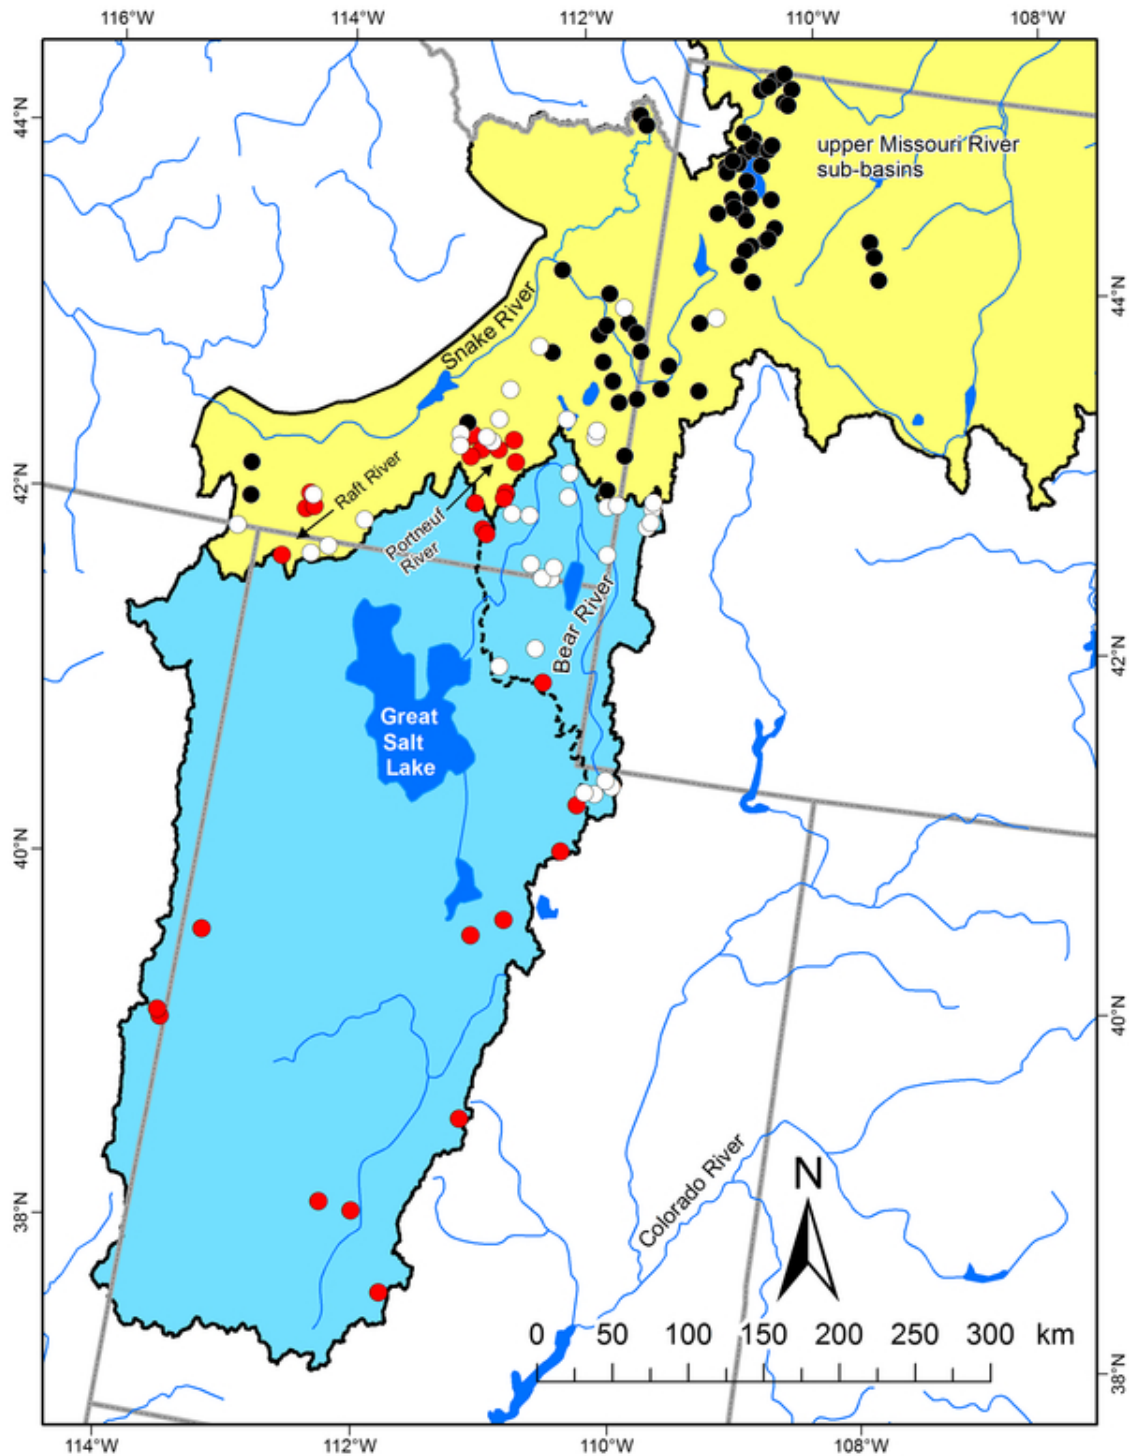 116°W 114°W 112°W 110°W 108°W
44°N
44°N
upper Missouri River
sub-basins
Snake River
42°N
Raft River
Portneuf
River
Bear River
42°N
Great
Salt
Lake
40°N
40°N
Colorado River
N
38°N
0 50 100 150 200 250 300 km
38°N
114°W 112°W 110°W 108°W